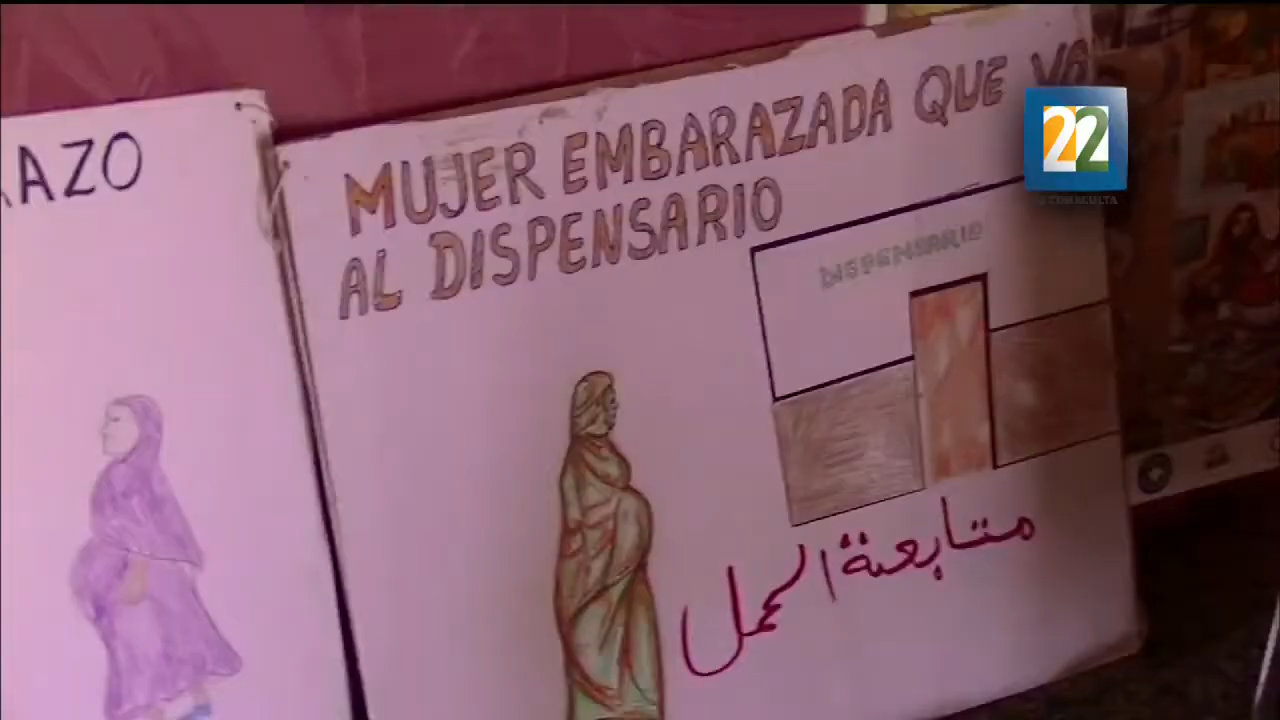 MUJER EMBARAZADA QUE VA
AL DISPENSARIO
DISPENSARIO
متابعة الحمل
AZO
22